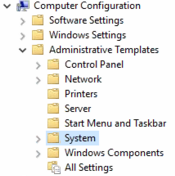 Computer Configuration
Software Settings
Windows Settings
Administrative Templates
Control Panel
Network
Printers
Server
Start Menu and Taskbar
System
Windows Components
All Settings